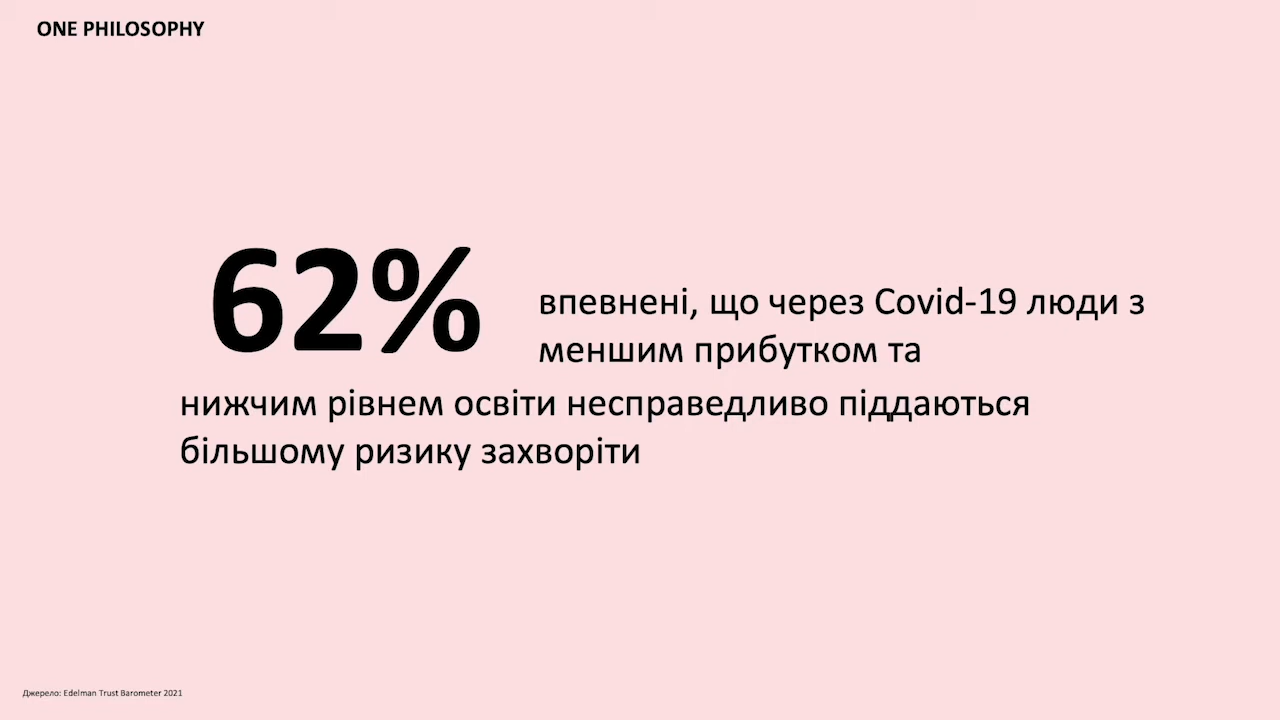 ONE PHILOSOPHY
62%
впевнені, що через Covid-19 люди з
меншим прибутком та
нижчим рівнем освіти несправедливо піддаються
більшому ризику захворіти
Джерело: Edelman Trust Barometer 2021